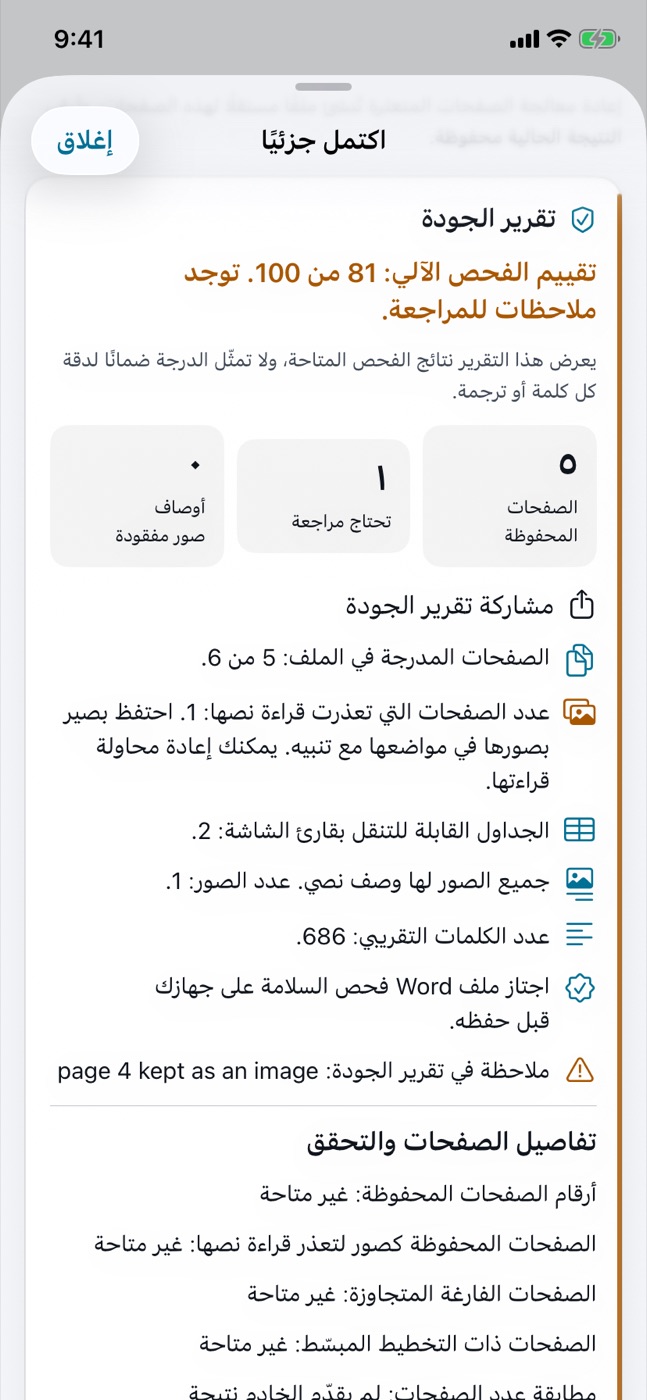 9:41
اكتمل جزئيًا
إغلاق
تقرير الجودة
تقييم الفحص الآلي: 81 من 100. توجد
ملاحظات للمراجعة.
يعرض هذا التقرير نتائج الفحص المتاحة، ولا تمثّل الدرجة ضمانًا لدقة
كل كلمة أو ترجمة.
٥
الصفحات
المحفوظة
١
تحتاج مراجعة
٠
أوصاف
صور مفقودة
مشاركة تقرير الجودة
الصفحات المدرجة في الملف: 5 من 6.
عدد الصفحات التي تعذرت قراءة نصها: 1. احتفظ بصير
بصورها في مواضعها مع تنبيه. يمكنك إعادة محاولة
قراءتها.
الجداول القابلة للتنقل بقارئ الشاشة: 2.
جميع الصور لها وصف نصي. عدد الصور: 1.
عدد الكلمات التقريبي: 686.
اجتاز ملف Word فحص السلامة على جهازك
قبل حفظه.
ملاحظة في تقرير الجودة: page 4 kept as an image
تفاصيل الصفحات والتحقق
أرقام الصفحات المحفوظة: غير متاحة
الصفحات المحفوظة كصور لتعذر قراءة نصها: غير متاحة
الصفحات الفارغة المتجاوزة: غير متاحة
الصفحات ذات التخطيط المبسّط: غير متاحة
مطابقة عدد الصفحات: لم يقدّم الخادم نتيجة